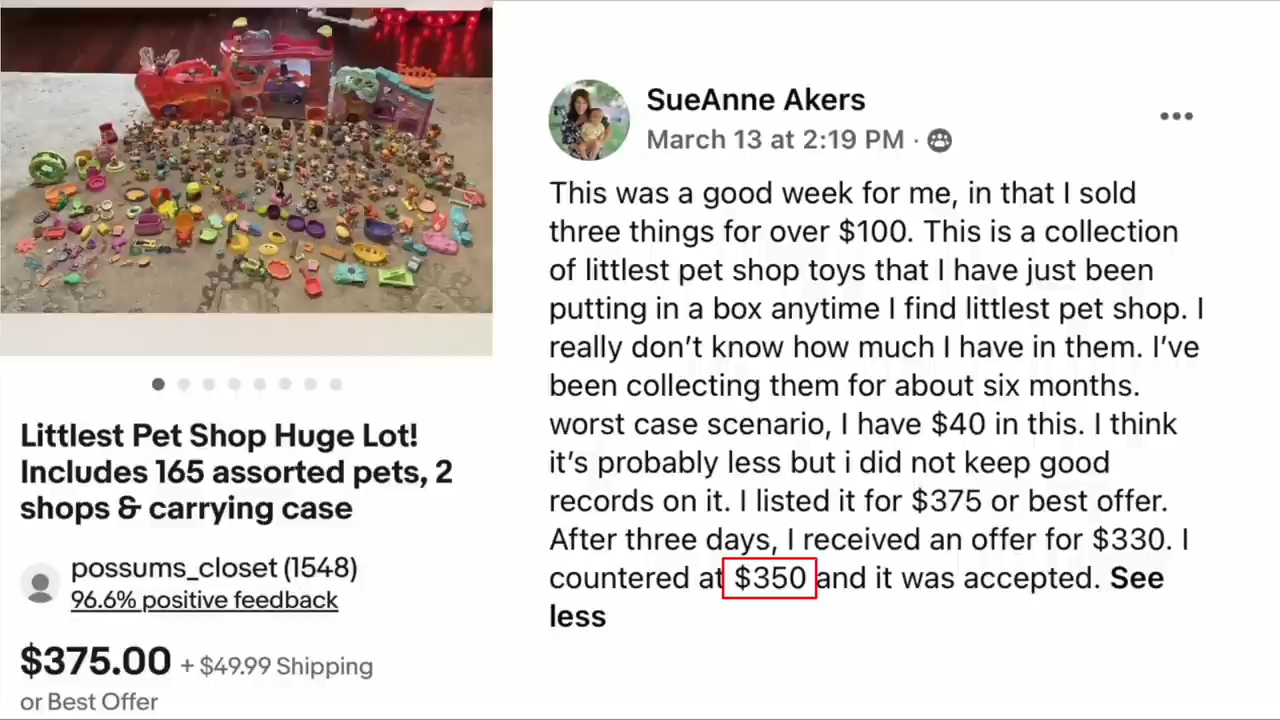 Littlest Pet Shop Huge Lot!
Includes 165 assorted pets, 2
shops & carrying case
possums_closet (1548)
96.6% positive feedback
$375.00 + $49.99 Shipping
or Best Offer
SueAnne Akers
March 13 at 2:19 PM ·
This was a good week for me, in that I sold
three things for over $100. This is a collection
of littlest pet shop toys that I have just been
putting in a box anytime I find littlest pet shop. I
really don’t know how much I have in them. I’ve
been collecting them for about six months.
worst case scenario, I have $40 in this. I think
it’s probably less but i did not keep good
records on it. I listed it for $375 or best offer.
After three days, I received an offer for $330. I
countered at $350 and it was accepted. See
less